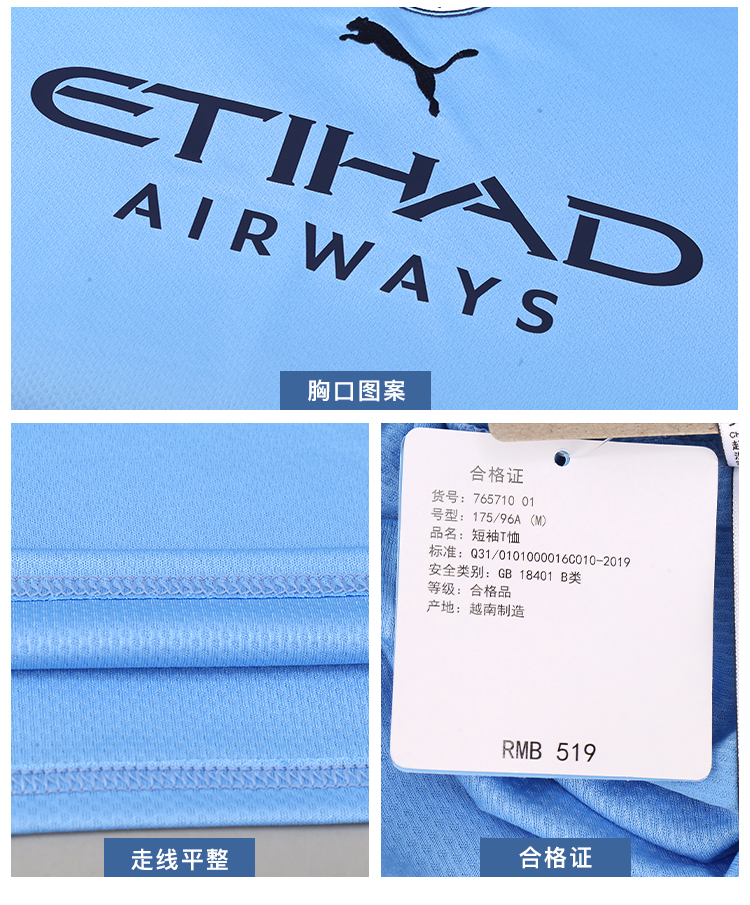 ETIHAD
AIRWAYS
胸口图案
合格证
货号: 765710 01
号型: 175/96A (M)
品名: 短袖T恤
标准: Q31/0101000016C010-2019
安全类别: GB 18401 B类
等级: 合格品
产地: 越南制造
RMB 519
走线平整
合格证